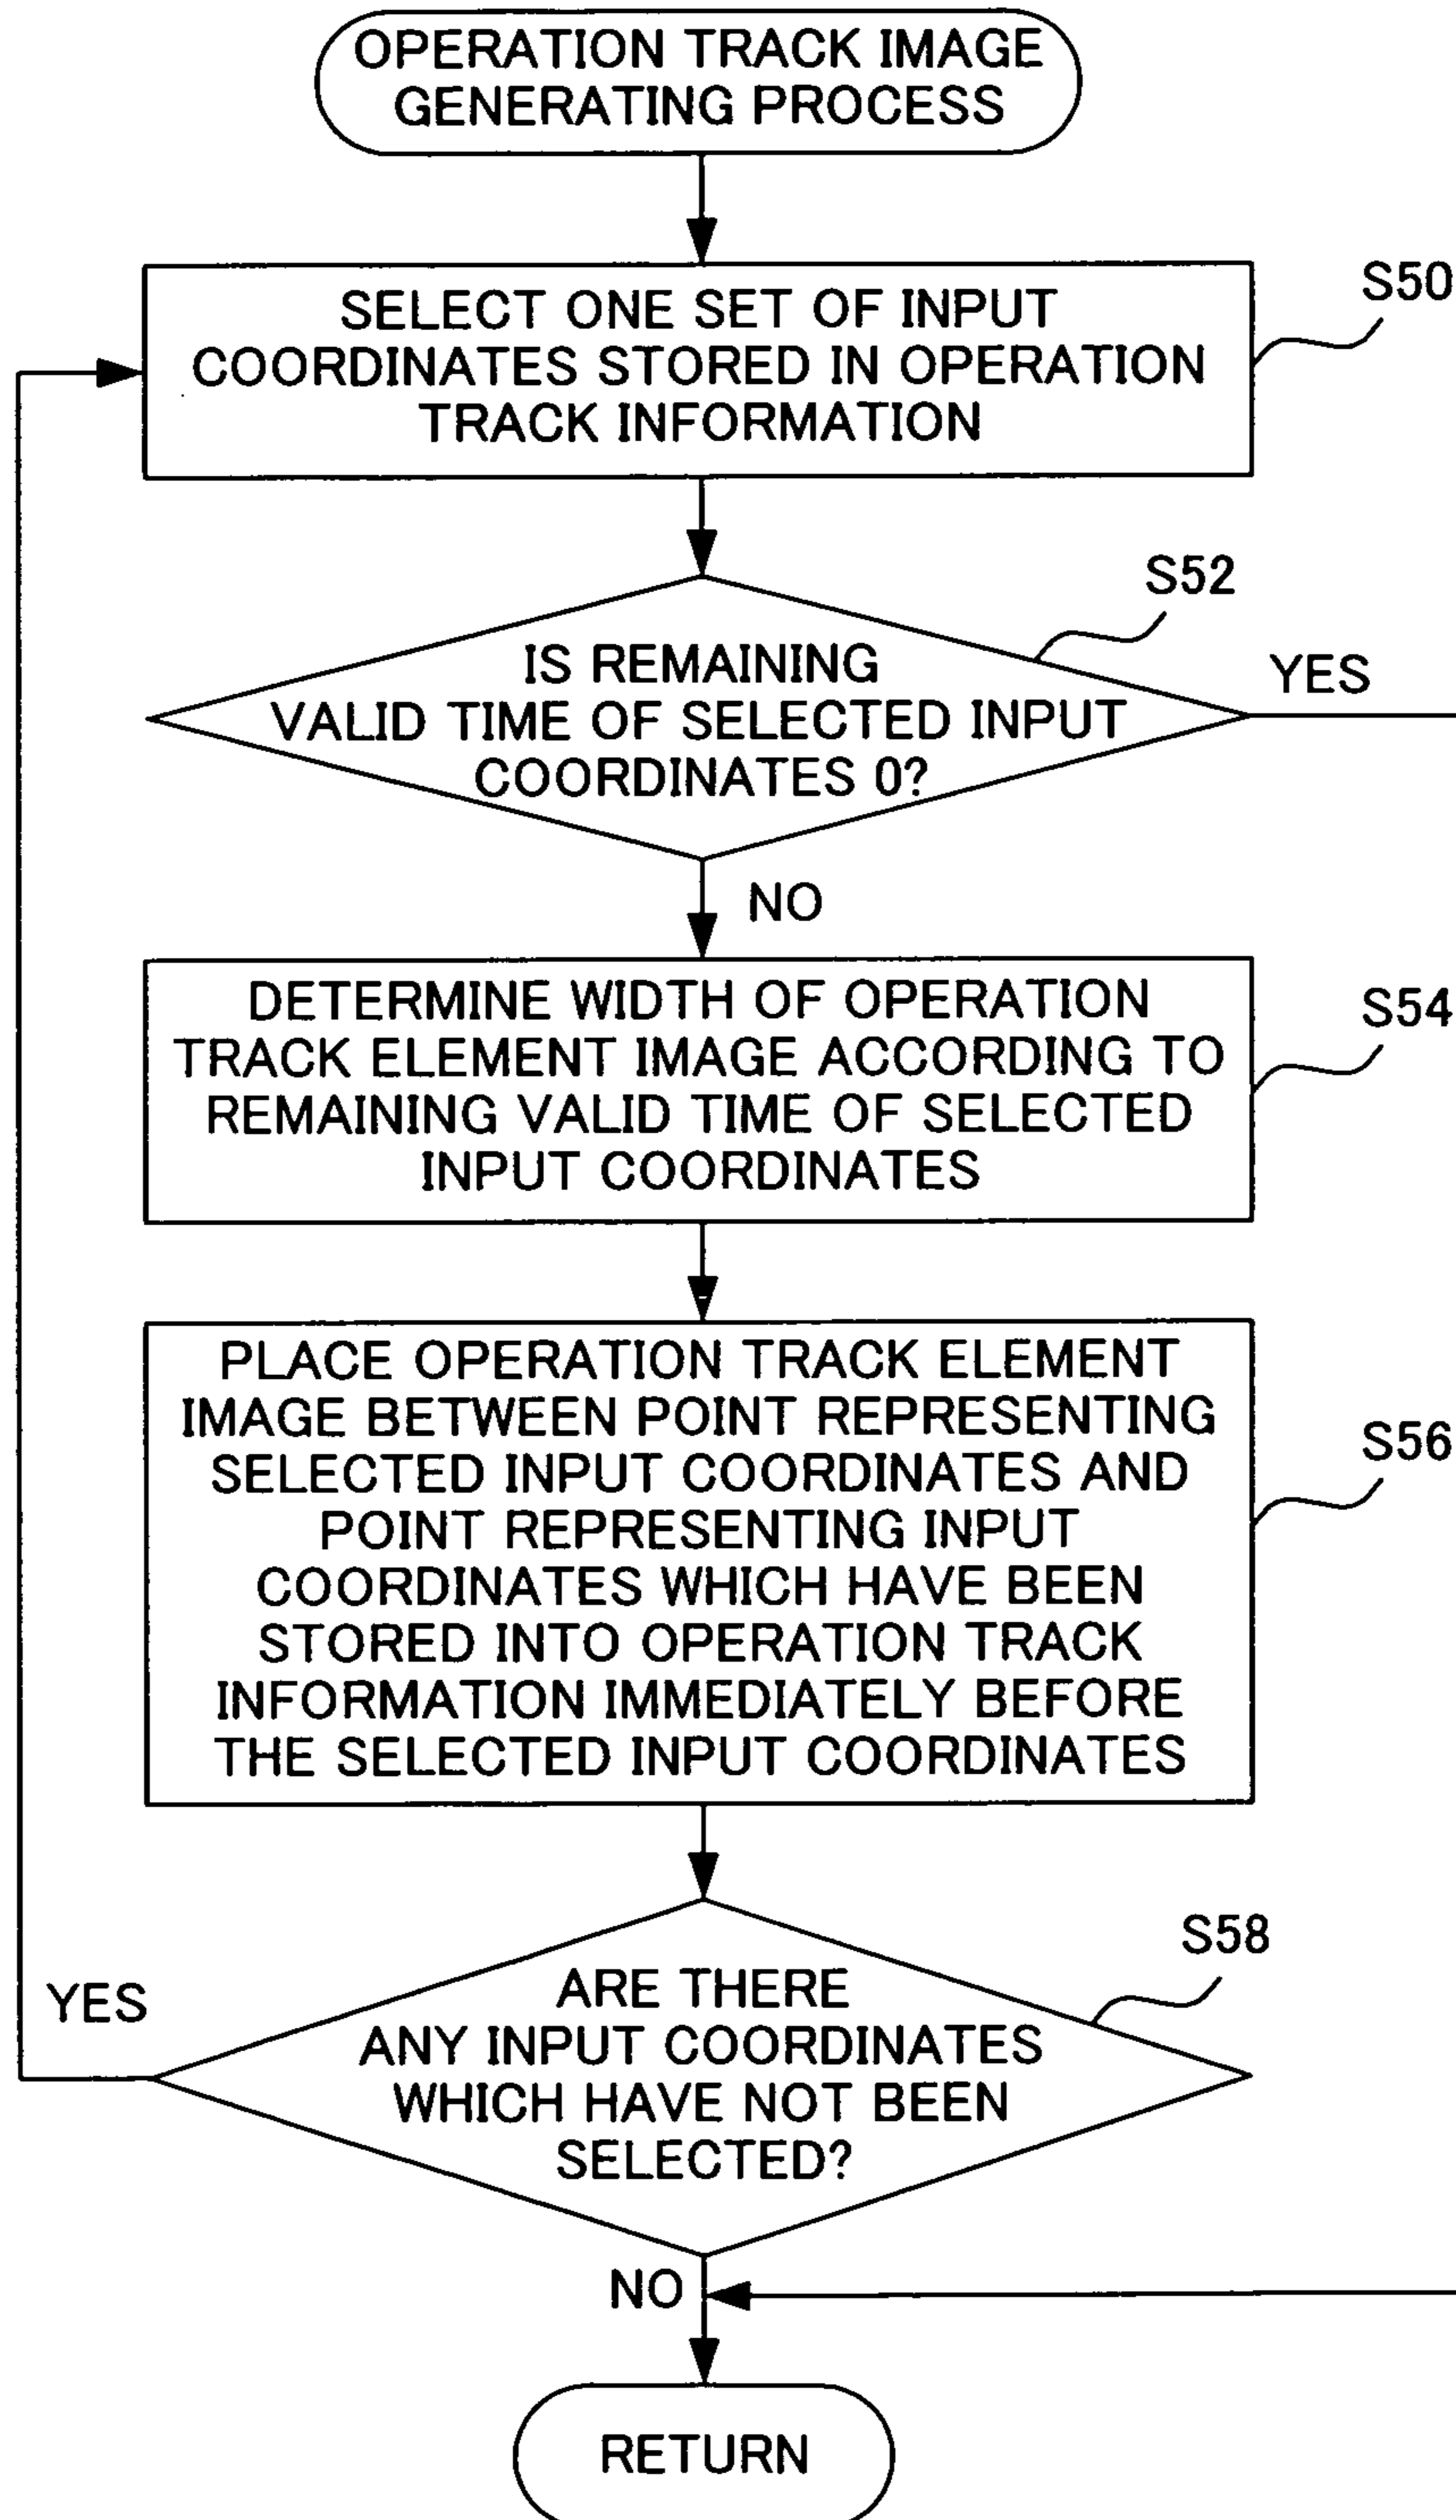 OPERATION TRACK IMAGE
GENERATING PROCESS
S50
SELECT ONE SET OF INPUT
COORDINATES STORED IN OPERATION
TRACK INFORMATION
S52
IS REMAINING
VALID TIME OF SELECTED INPUT
COORDINATES 0?
YES
NO
S54
DETERMINE WIDTH OF OPERATION
TRACK ELEMENT IMAGE ACCORDING TO
REMAINING VALID TIME OF SELECTED
INPUT COORDINATES
S56
PLACE OPERATION TRACK ELEMENT
IMAGE BETWEEN POINT REPRESENTING
SELECTED INPUT COORDINATES AND
POINT REPRESENTING INPUT
COORDINATES WHICH HAVE BEEN
STORED INTO OPERATION TRACK
INFORMATION IMMEDIATELY BEFORE
THE SELECTED INPUT COORDINATES
S58
YES
ARE THERE
ANY INPUT COORDINATES
WHICH HAVE NOT BEEN
SELECTED?
NO
RETURN